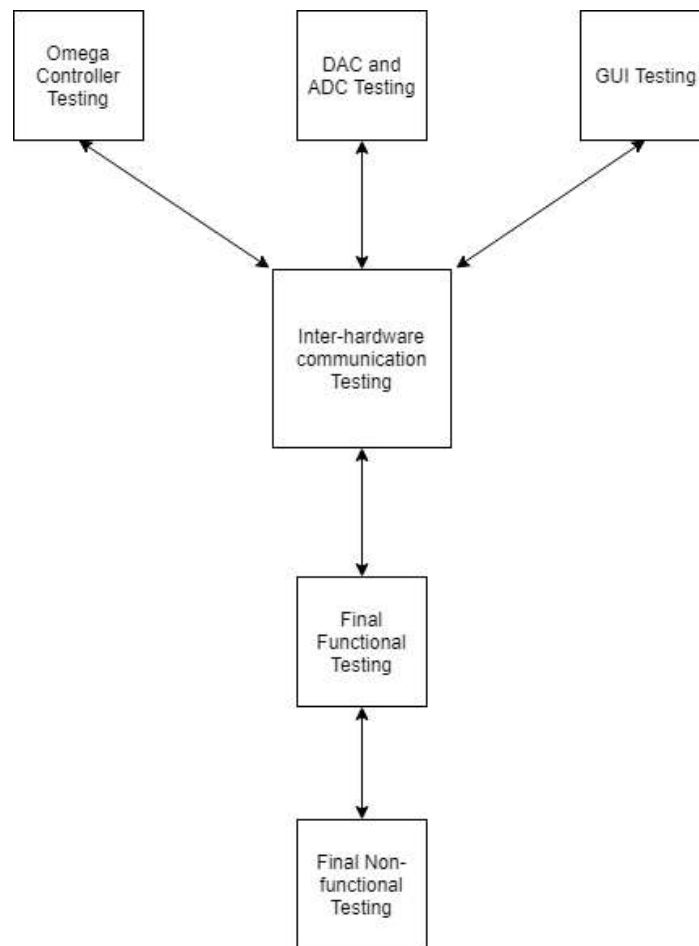 Omega
Controller
Testing
DAC and
ADC Testing
GUI Testing
Inter-hardware
communication
Testing
Final
Functional
Testing
Final Non-
functional
Testing